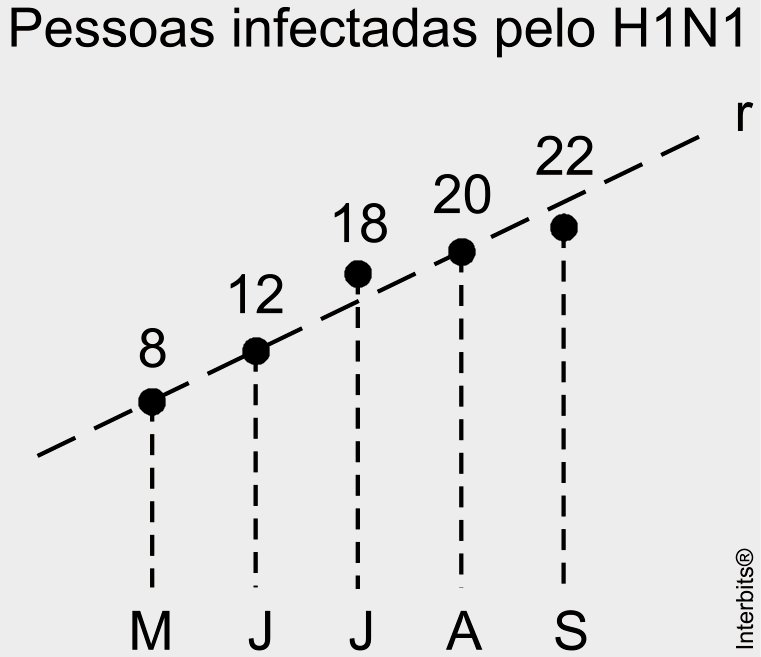 Pessoas infectadas pelo H1N1
r
22
20
18
12
8
M J J A S
Interbits®